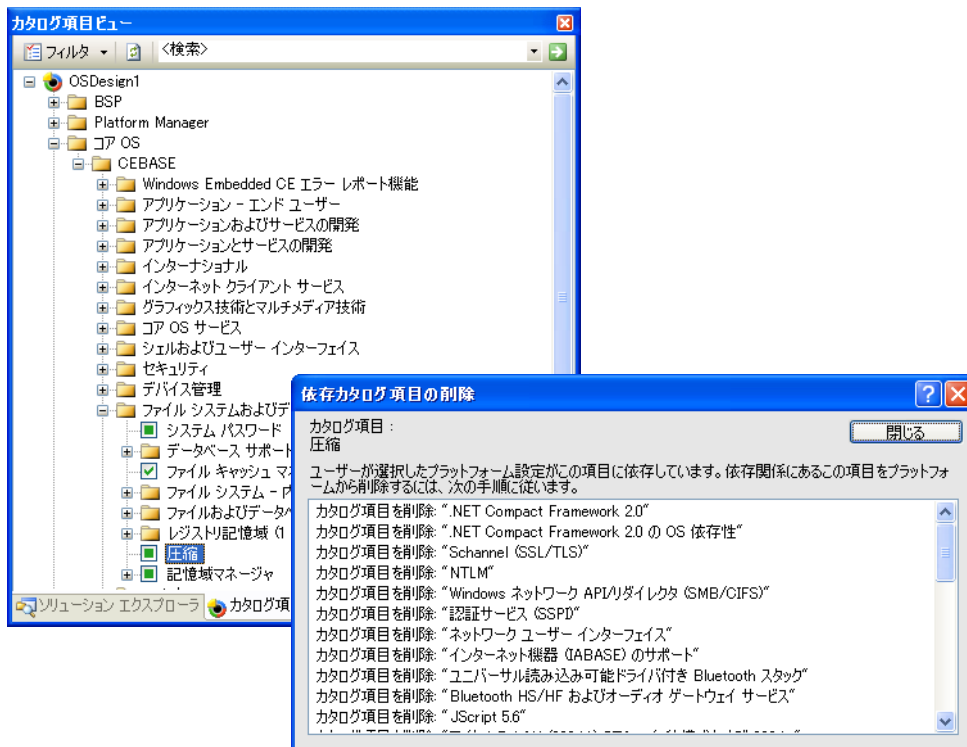 カタログ項目ビュー
フィルタ
<検索>
OSDesign1
BSP
Platform Manager
コア OS
CEBASE
Windows Embedded CE エラー レポート機能
アプリケーション - エンド ユーザー
アプリケーションおよびサービスの開発
アプリケーションとサービスの開発
インターナショナル
インターネット クライアント サービス
グラフィックス技術とマルチメディア技術
コア OS サービス
シェルおよびユーザー インターフェイス
セキュリティ
デバイス管理
ファイル システムおよびデ
システム パスワード
データベース サポート
ファイル キャッシュ マネ
ファイル システム - 内
ファイルおよびデータベ
レジストリ記憶域 (1
圧縮
記憶域マネージャ
ソリューション エクスプローラ
カタログ項
依存カタログ項目の削除
カタログ項目 :
圧縮
閉じる
ユーザーが選択したプラットフォーム設定がこの項目に依存しています。依存関係にあるこの項目をプラットフォ
ームから削除するには、次の手順に従います。
カタログ項目を削除: ".NET Compact Framework 2.0"
カタログ項目を削除: ".NET Compact Framework 2.0 の OS 依存性"
カタログ項目を削除: "Schannel (SSL/TLS)"
カタログ項目を削除: "NTLM"
カタログ項目を削除: "Windows ネットワーク API/リダイレクタ (SMB/CIFS)"
カタログ項目を削除: "認証サービス (SSPI)"
カタログ項目を削除: "ネットワーク ユーザー インターフェイス"
カタログ項目を削除: "インターネット機器 (IABASE) のサポート"
カタログ項目を削除: "ユニバーサル読み込み可能ドライバ付き Bluetooth スタック"
カタログ項目を削除: "Bluetooth HS/HF およびオーディオ ゲートウェイ サービス"
カタログ項目を削除: "JScript 5.6"